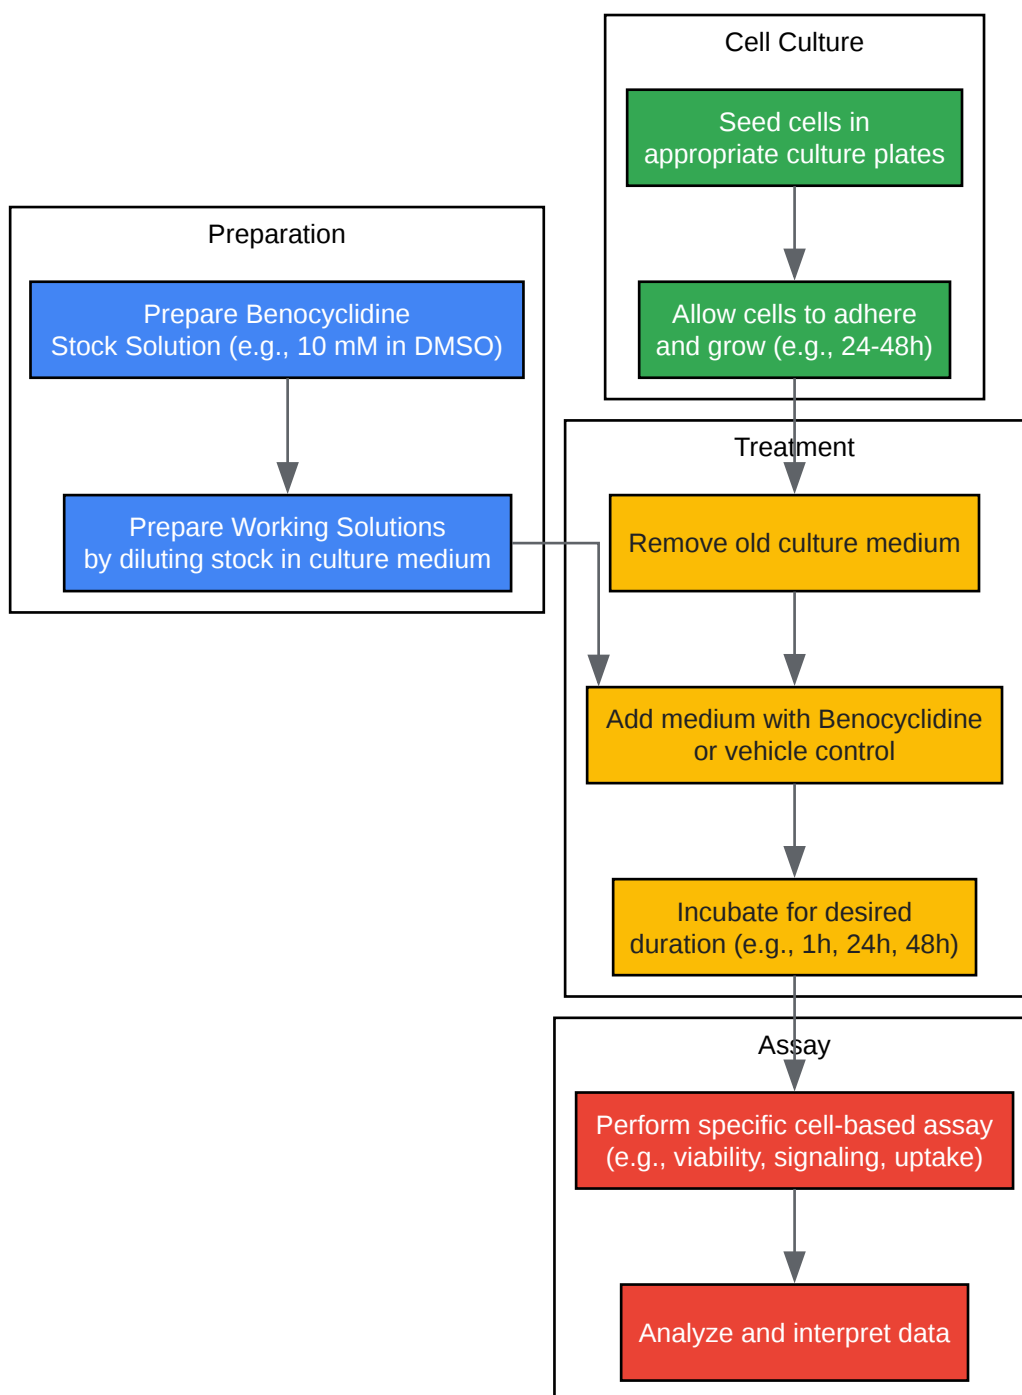 Cell Culture
Seed cells in
appropriate culture plates
Allow cells to adhere
and grow (e.g., 24-48h)
Preparation
Prepare Benocyclidine
Stock Solution (e.g., 10 mM in DMSO)
Prepare Working Solutions
by diluting stock in culture medium
Treatment
Remove old culture medium
Add medium with Benocyclidine
or vehicle control
Incubate for desired
duration (e.g., 1h, 24h, 48h)
Assay
Perform specific cell-based assay
(e.g., viability, signaling, uptake)
Analyze and interpret data